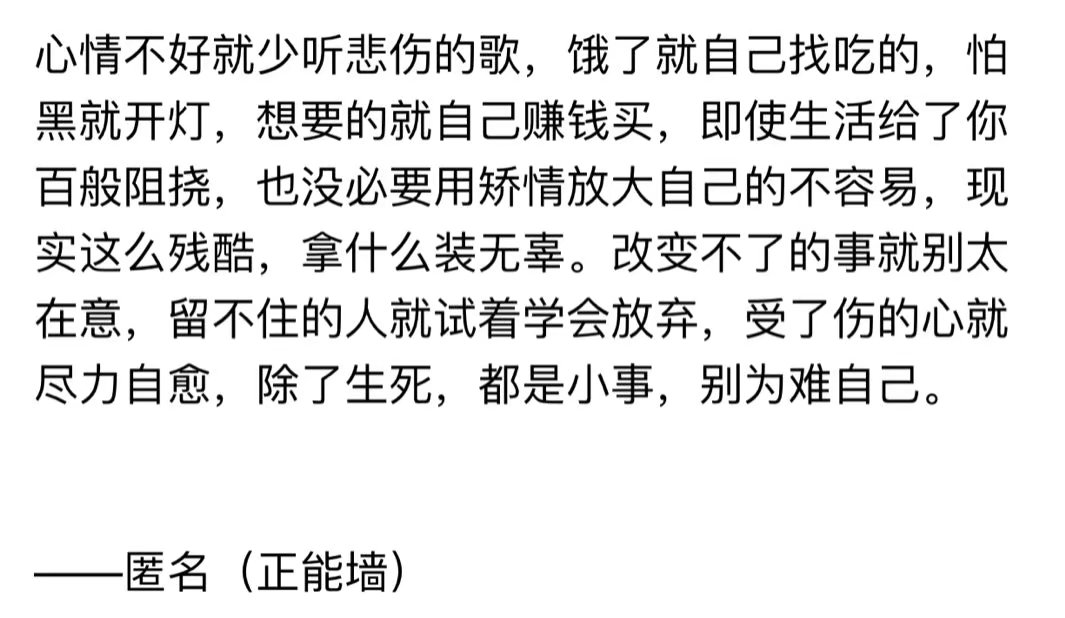 心情不好就少听悲伤的歌，饿了就自己找吃的，怕
黑就开灯，想要的就自己赚钱买，即使生活给了你
百般阻挠，也没必要用矫情放大自己的不容易，现
实这么残酷，拿什么装无辜。改变不了的事就别太
在意，留不住的人就试着学会放弃，受了伤的心就
尽力自愈，除了生死，都是小事，别为难自己。
——匿名（正能墙）